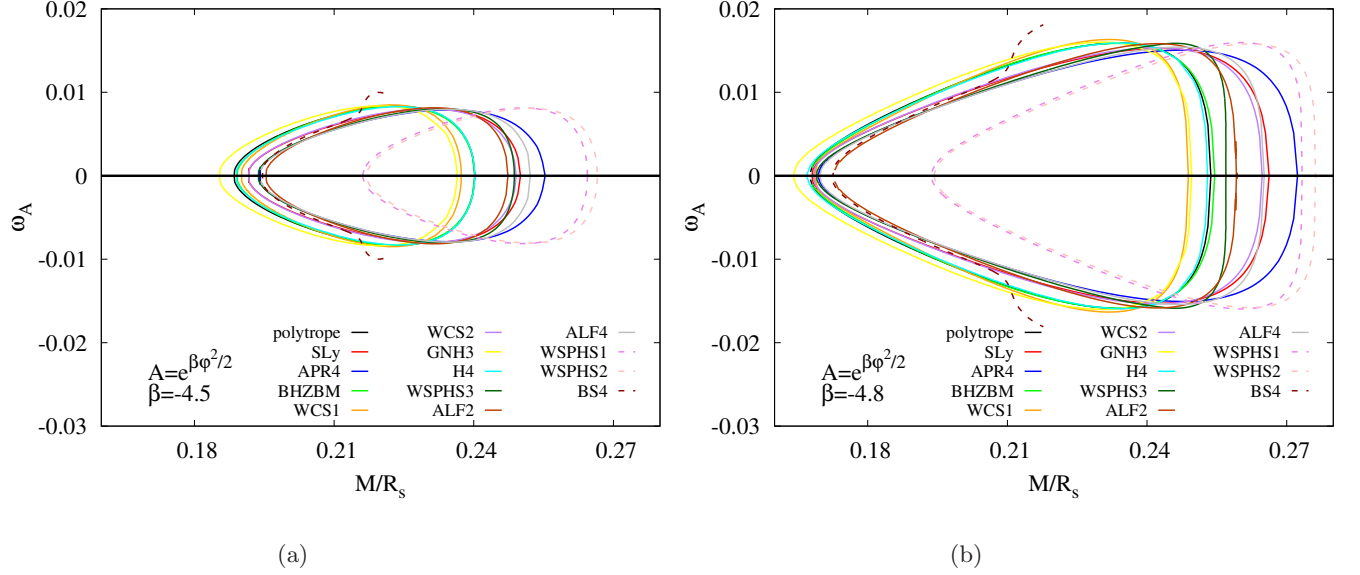 0.02
0.01
0
-0.01
-0.02
-0.03
ω_A
0.18 0.21 0.24 0.27
M/R_s
polytrope WCS2 ALF4
SLy GNH3 WSPHS1
APR4 H4 WSPHS2
BHZBM WSPHS3 BS4
WCS1 ALF2
A=e^{βφ²/2}
β=-4.5
(a)
0.02
0.01
0
-0.01
-0.02
-0.03
ω_A
0.18 0.21 0.24 0.27
M/R_s
polytrope WCS2 ALF4
SLy GNH3 WSPHS1
APR4 H4 WSPHS2
BHZBM WSPHS3 BS4
WCS1 ALF2
A=e^{βφ²/2}
β=-4.8
(b)